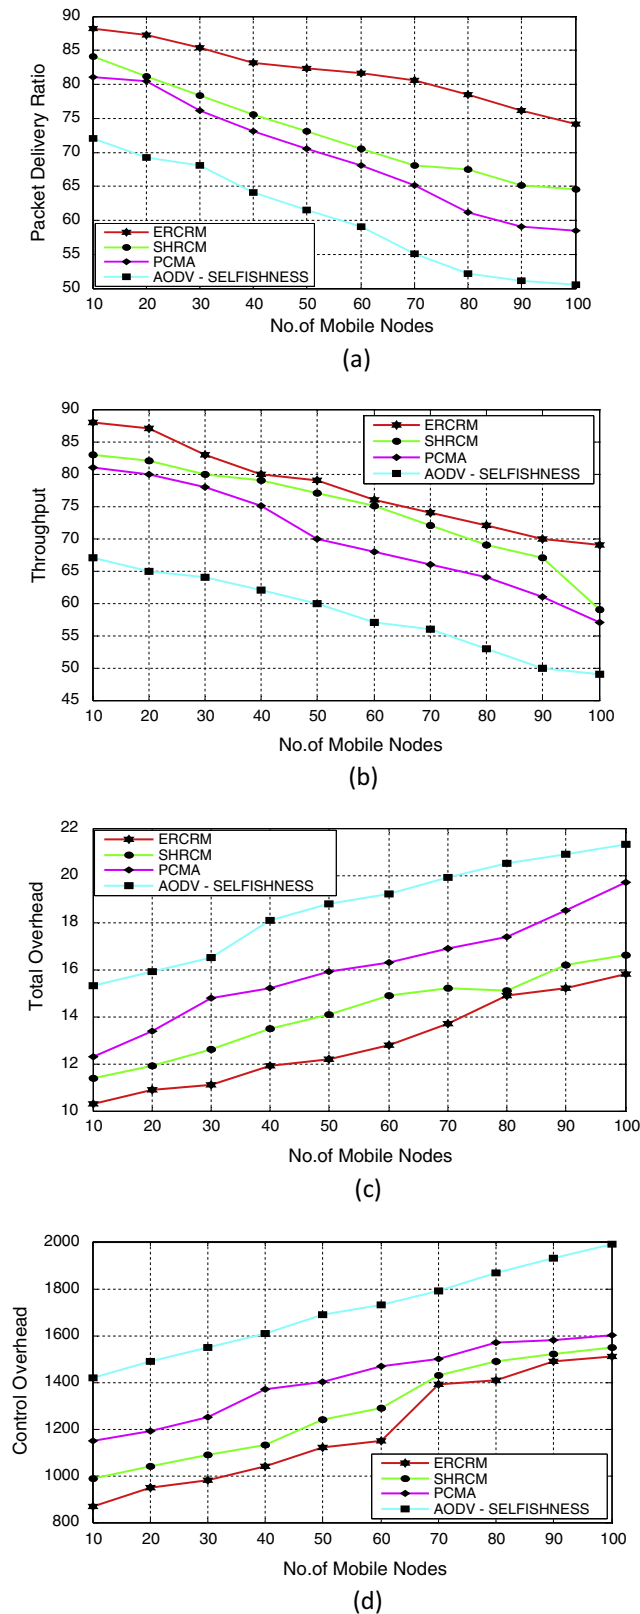 90
85
80
75
70
65
60
55
50
Packet Delivery Ratio
ERCRM
SHRCM
PCMA
AODV - SELFISHNESS
10 20 30 40 50 60 70 80 90 100
No.of Mobile Nodes
(a)
90
85
80
75
70
65
60
55
50
45
Throughput
ERCRM
SHRCM
PCMA
AODV - SELFISHNESS
10 20 30 40 50 60 70 80 90 100
No.of Mobile Nodes
(b)
22
20
18
16
14
12
10
Total Overhead
ERCRM
SHRCM
PCMA
AODV - SELFISHNESS
10 20 30 40 50 60 70 80 90 100
No.of Mobile Nodes
(c)
2000
1800
1600
1400
1200
1000
800
Control Overhead
ERCRM
SHRCM
PCMA
AODV - SELFISHNESS
10 20 30 40 50 60 70 80 90 100
No.of Mobile Nodes
(d)